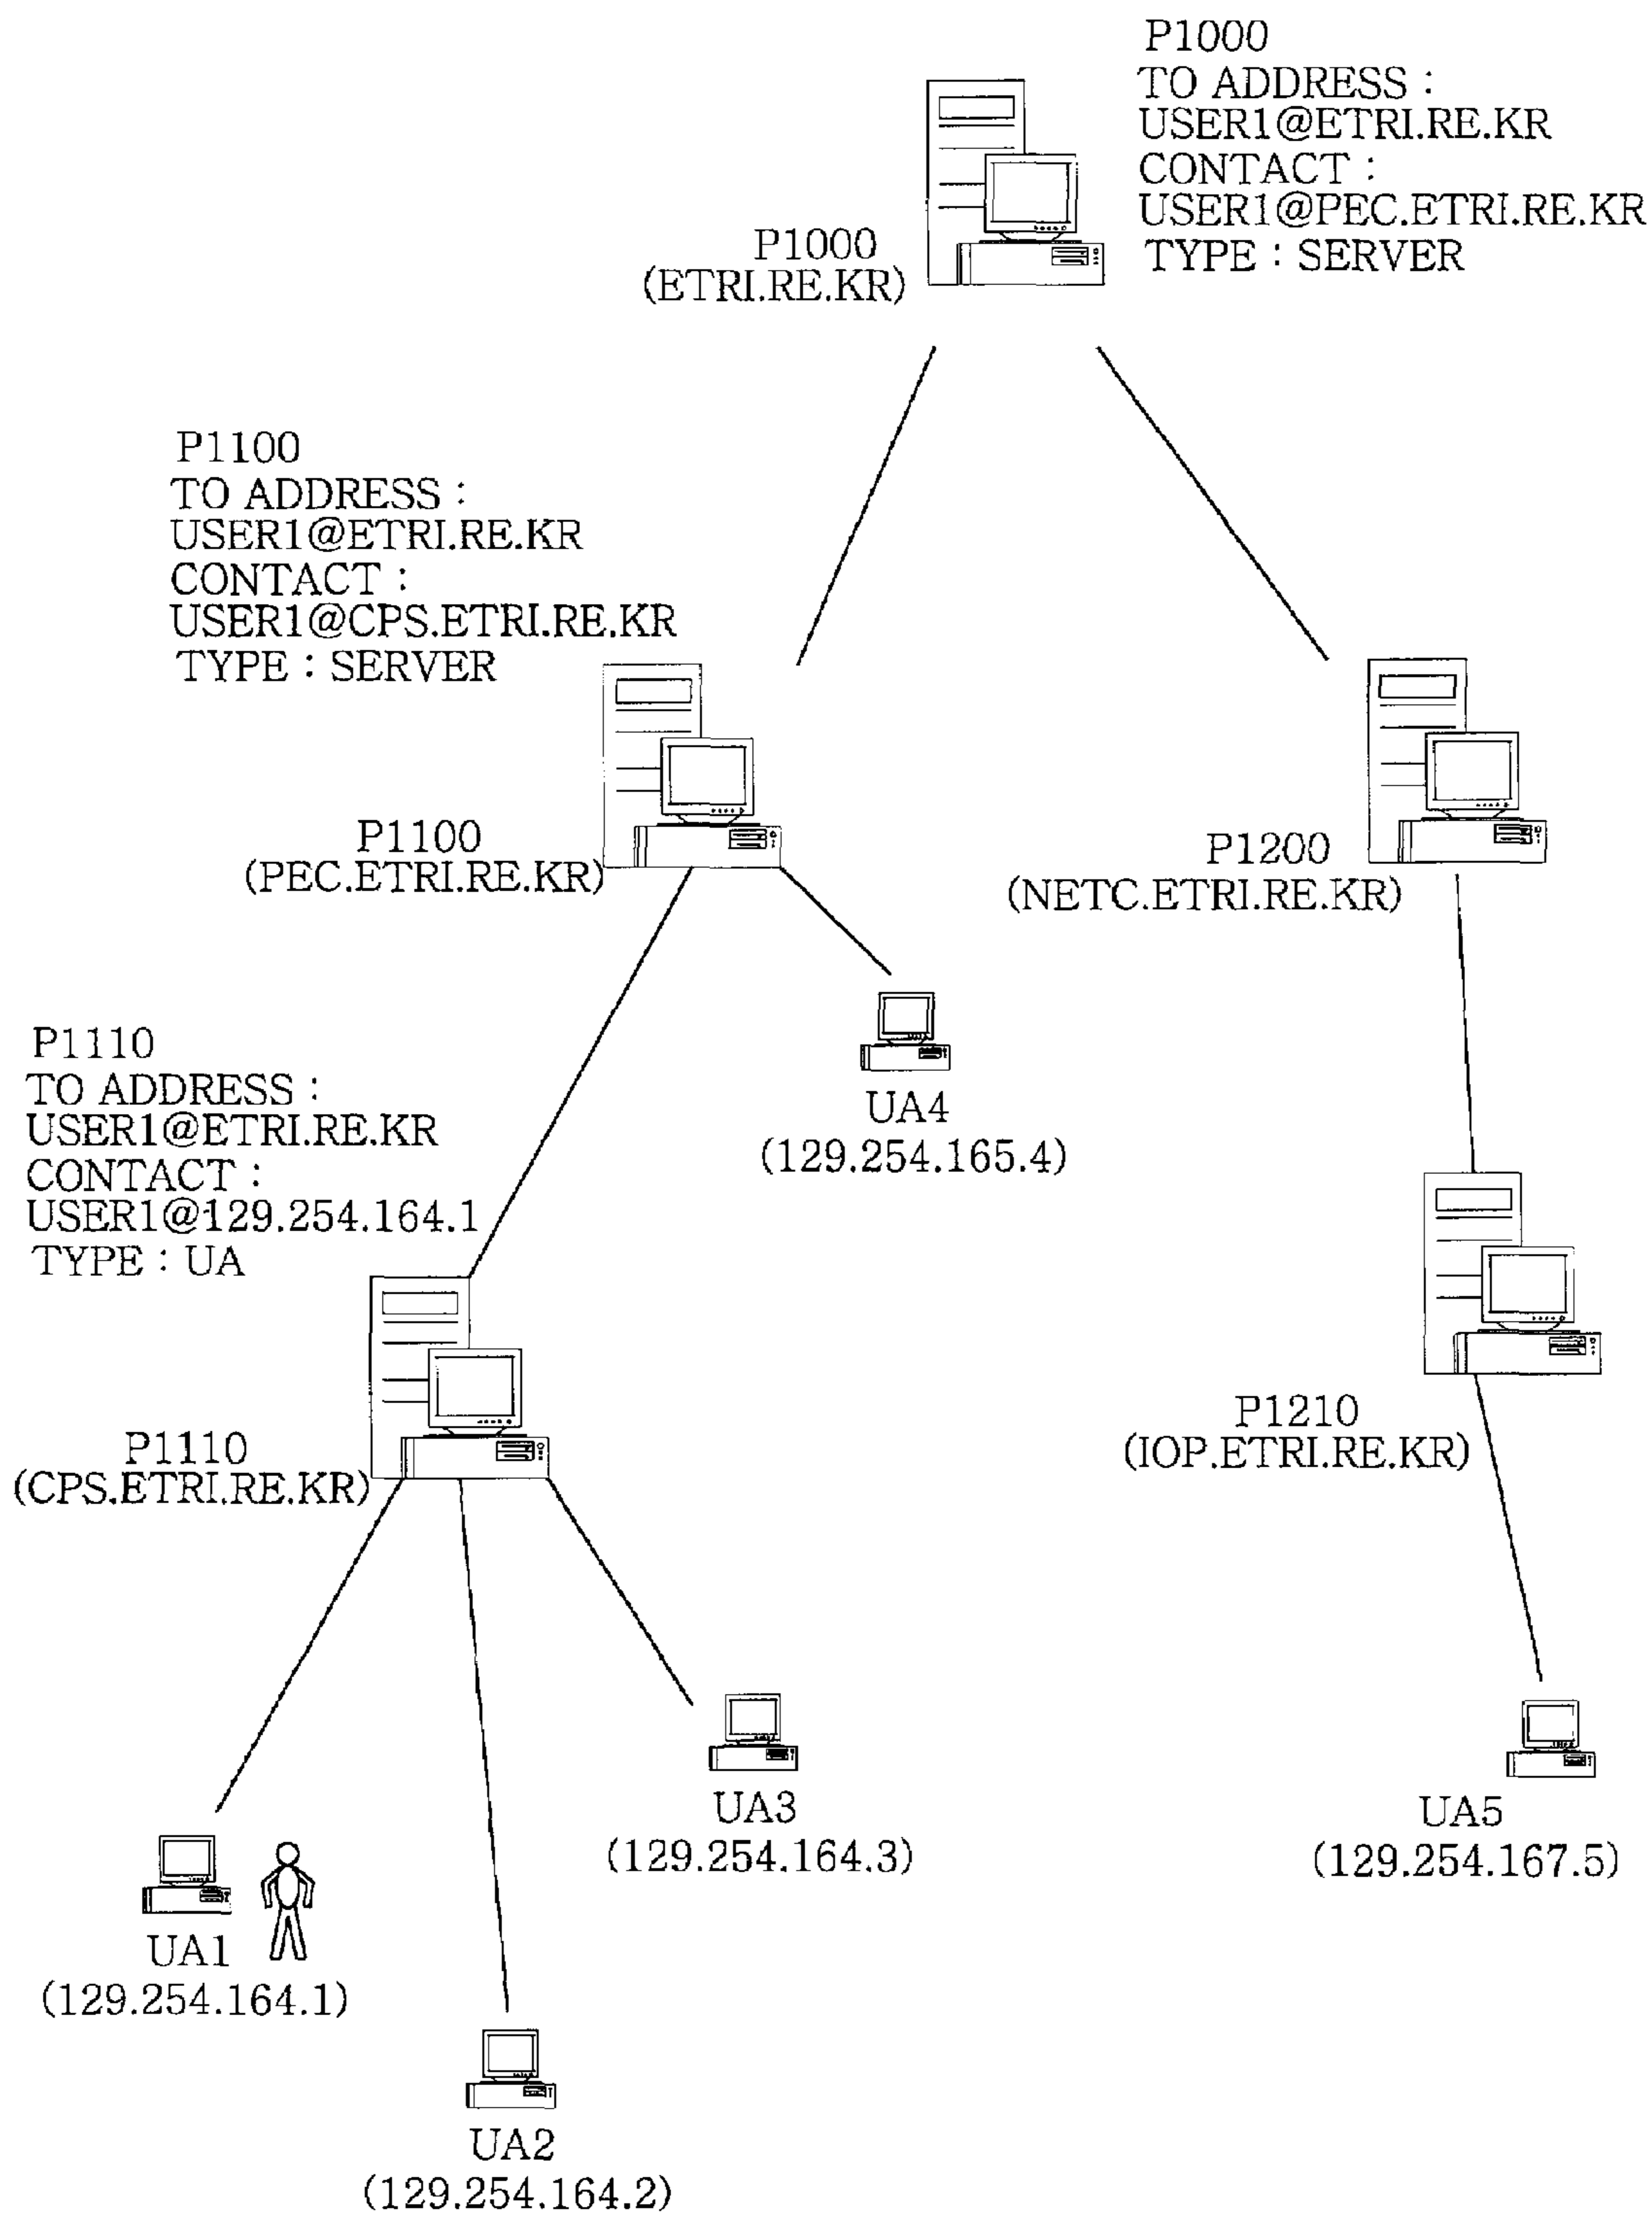 P1000
TO ADDRESS :
USER1@ETRI.RE.KR
CONTACT :
USER1@PEC.ETRI.RE.KR
TYPE : SERVER
P1000
(ETRI.RE.KR)
P1100
TO ADDRESS :
USER1@ETRI.RE.KR
CONTACT :
USER1@CPS.ETRI.RE.KR
TYPE : SERVER
P1100
(PEC.ETRI.RE.KR)
P1200
(NETC.ETRI.RE.KR)
P1110
TO ADDRESS :
USER1@ETRI.RE.KR
CONTACT :
USER1@129.254.164.1
TYPE : UA
UA4
(129.254.165.4)
P1110
(CPS.ETRI.RE.KR)
P1210
(IOP.ETRI.RE.KR)
UA3
(129.254.164.3)
UA5
(129.254.167.5)
UA1
(129.254.164.1)
UA2
(129.254.164.2)